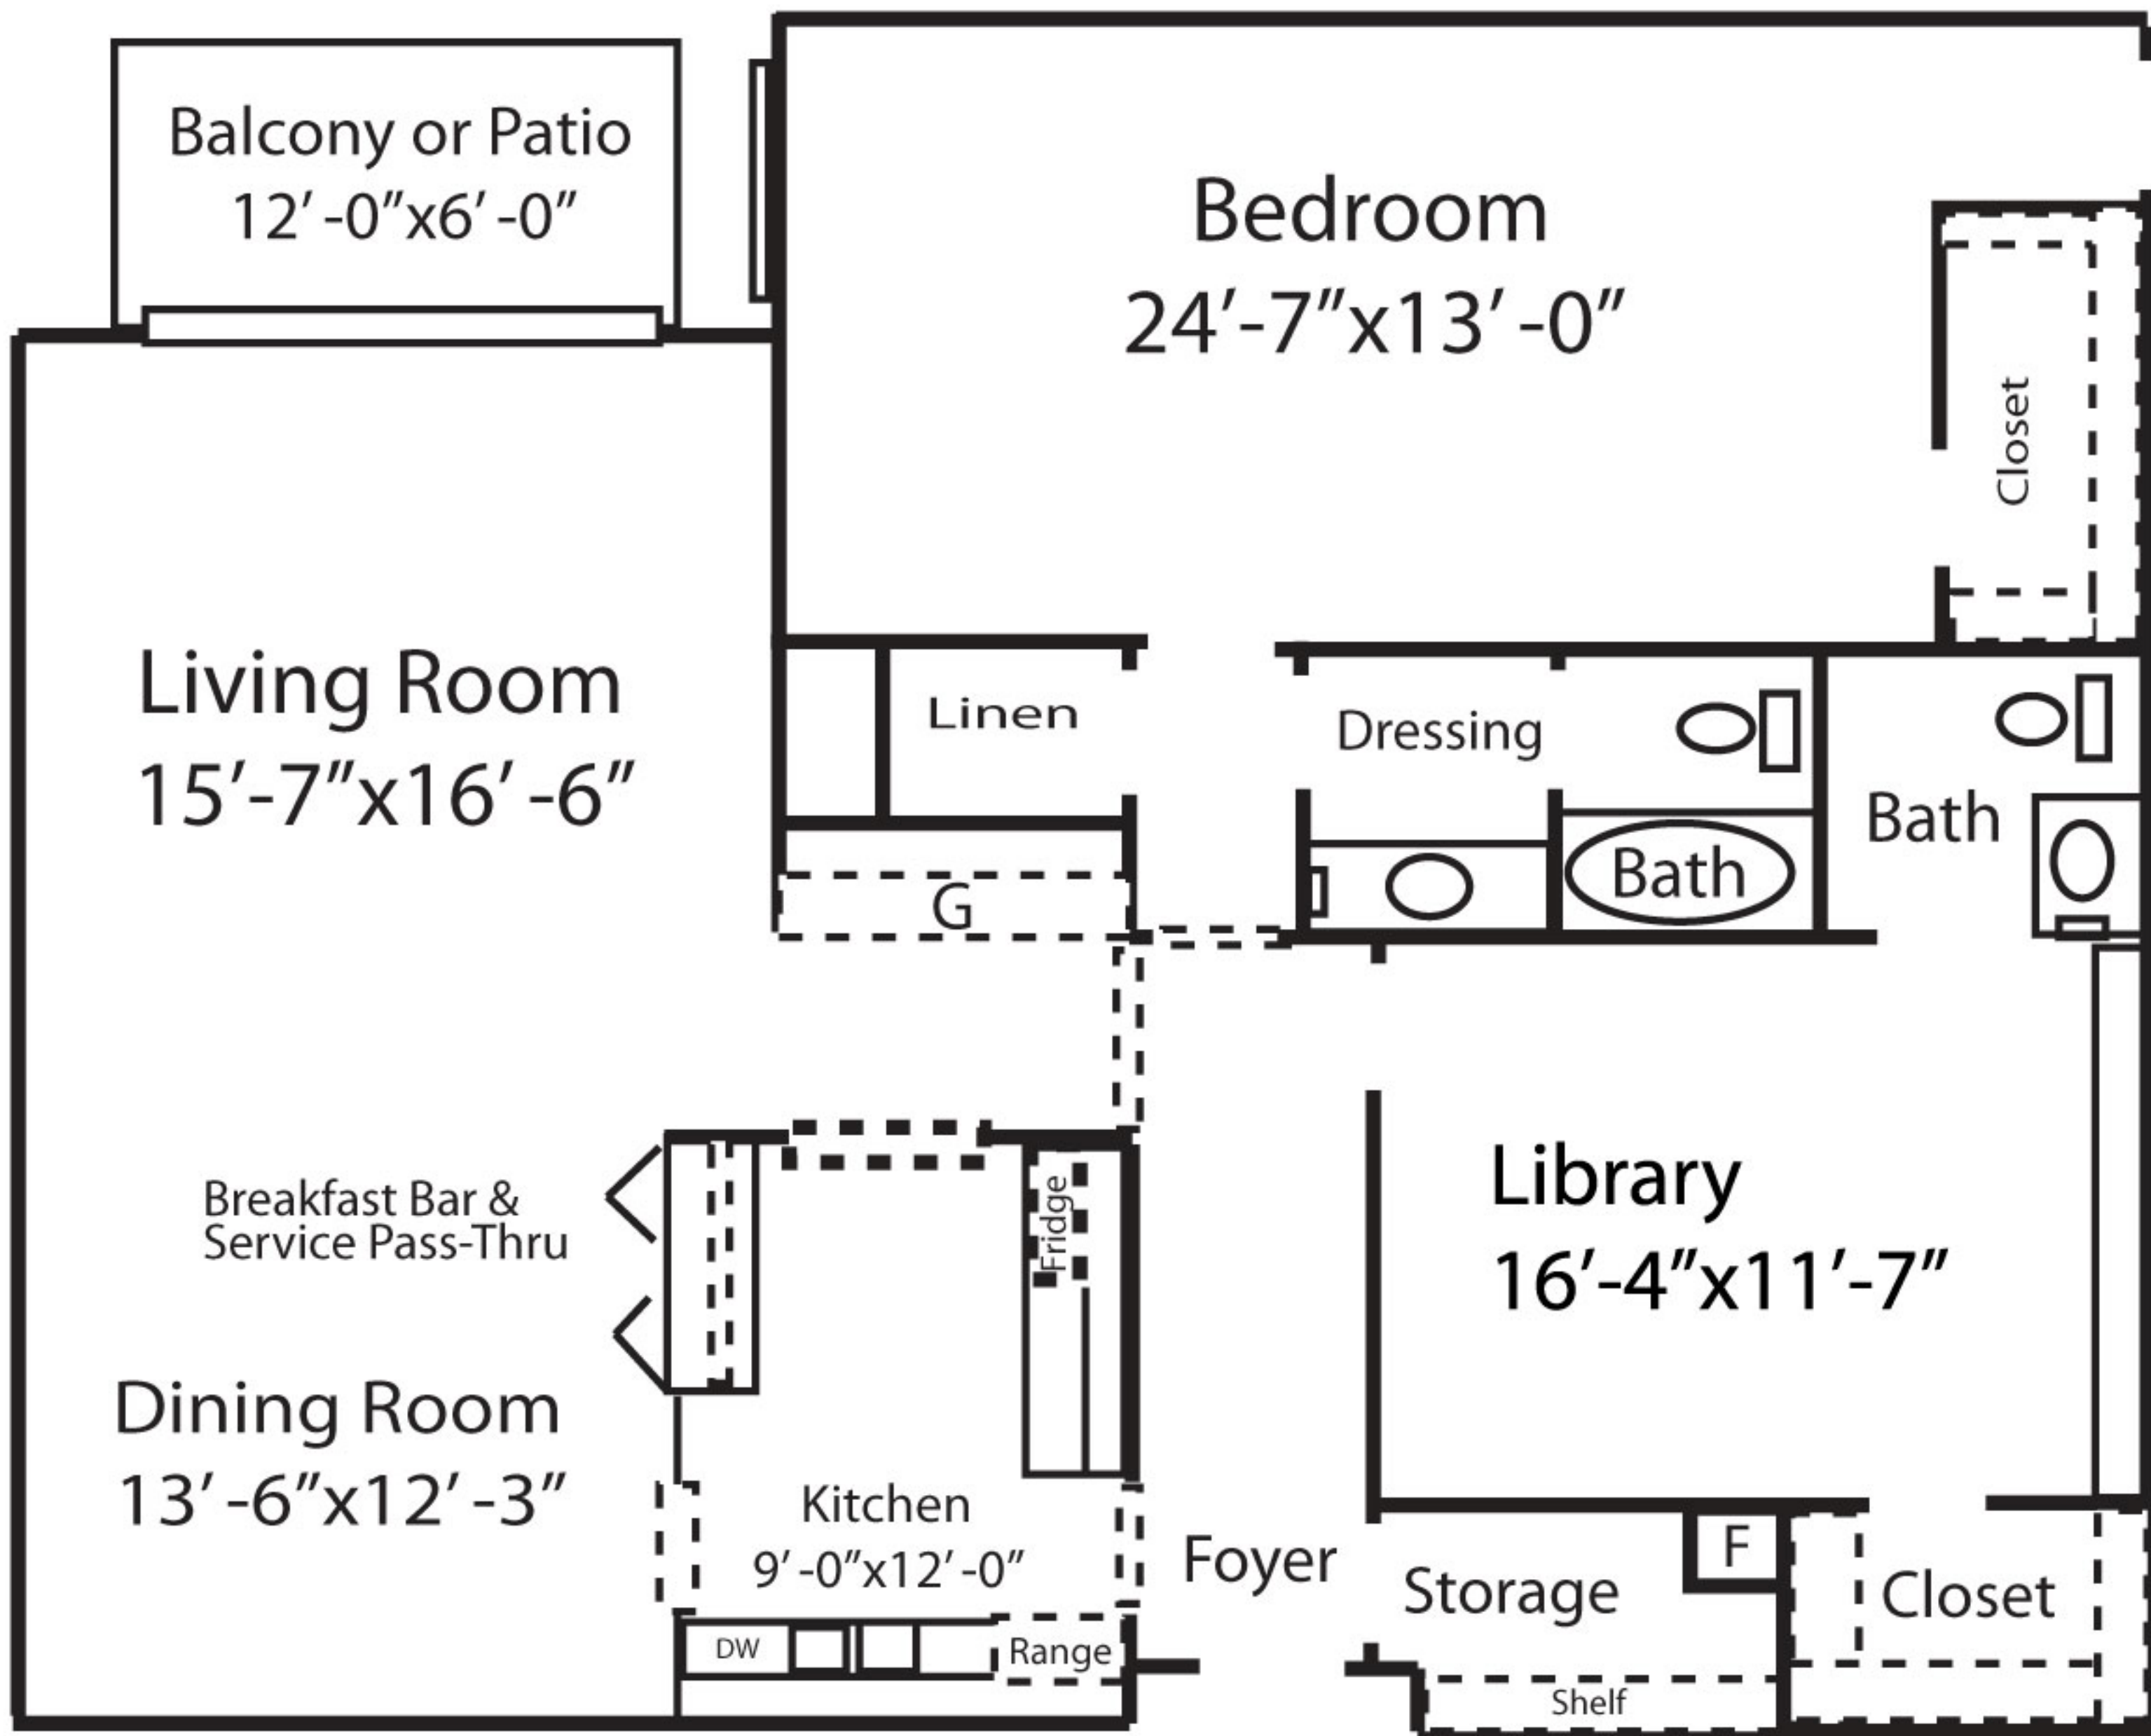 Balcony or Patio
12’-0”x6’-0”
Bedroom
24’-7”x13’-0”
Closet
Living Room
15’-7”x16’-6”
Linen
Dressing
Bath
Bath
G
Breakfast Bar &
Service Pass-Thru
Fridge
Library
16’-4”x11’-7”
Dining Room
13’-6”x12’-3”
Kitchen
9’-0”x12’-0”
Foyer
F
Storage
Closet
DW
Range
Shelf